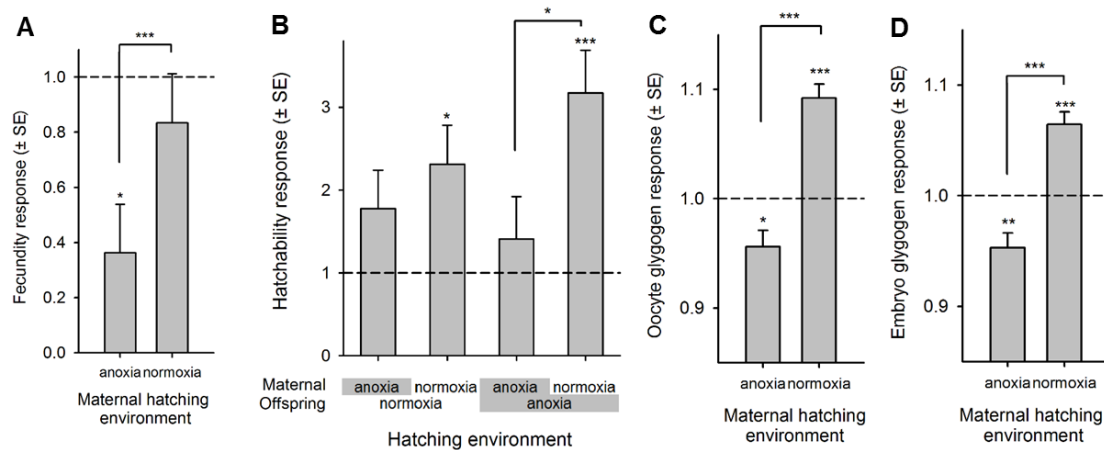 A
Fecundity response (± SE)
1.0
0.8
0.6
0.4
0.2
0.0
***
*
anoxia normoxia
Maternal hatching
environment
B
Hatchability response (± SE)
3
2
1
0
*
*
***
Maternal anoxia normoxia anoxia normoxia
Offspring normoxia anoxia
Hatching environment
C
Oocyte glygogen response (± SE)
1.1
1.0
0.9
***
***
*
anoxia normoxia
Maternal hatching
environment
D
Embryo glygogen response (± SE)
1.1
1.0
0.9
***
***
**
anoxia normoxia
Maternal hatching
environment